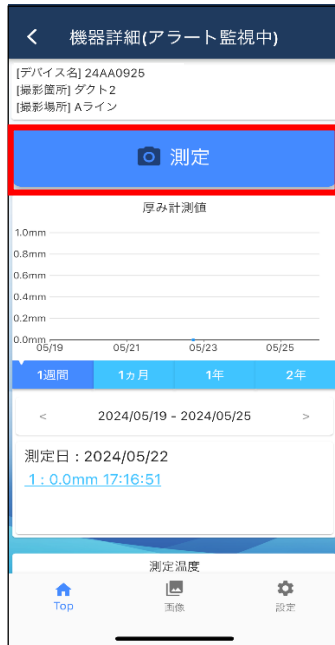 機器詳細(アラート監視中)
[デバイス名] 24AA0925
[撮影箇所] ダクト2
[撮影場所] Aライン
測定
厚み計測値
1.0mm
0.8mm
0.6mm
0.4mm
0.2mm
0.0mm
05/19 05/21 05/23 05/25
1週間 1ヵ月 1年 2年
< 2024/05/19 - 2024/05/25 >
測定日：2024/05/22
1 : 0.0mm 17:16:51
測定温度
Top 画像 設定